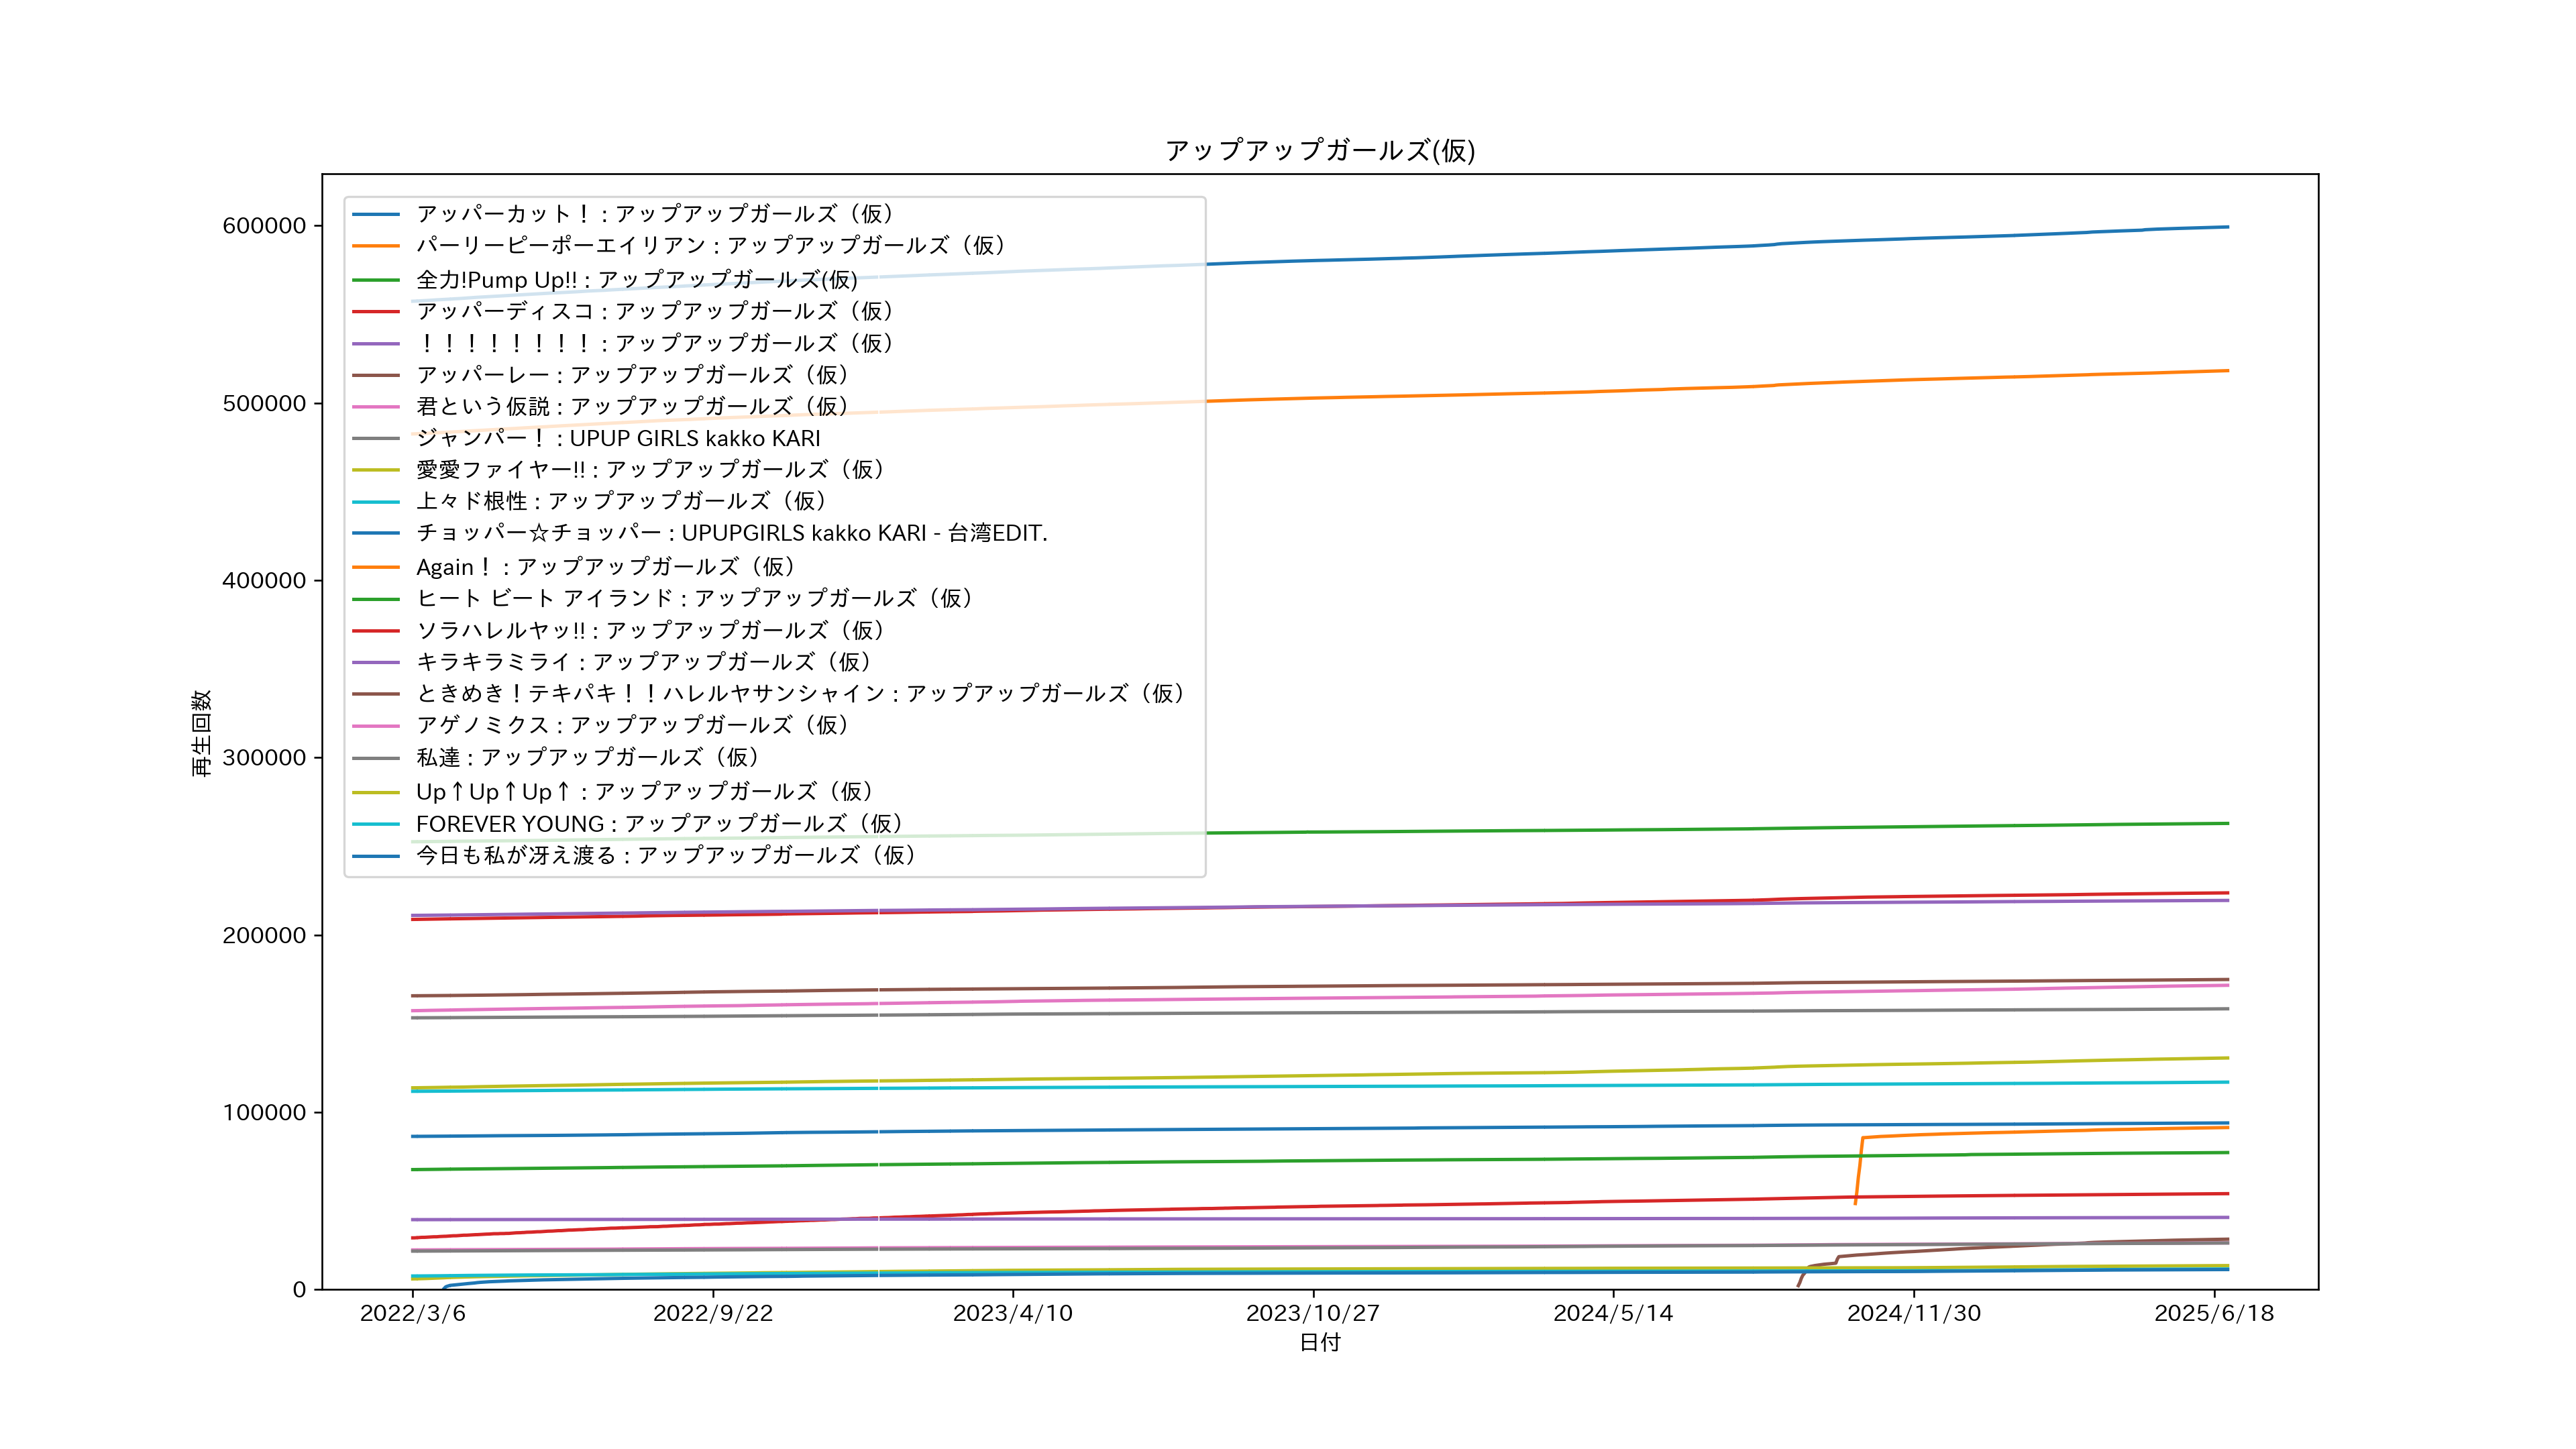 アップアップガールズ(仮)
600000
500000
400000
300000
200000
100000
0
再生回数
アッパーカット！ : アップアップガールズ（仮）
パーリーピーポーエイリアン : アップアップガールズ（仮）
全力!Pump Up!! : アップアップガールズ(仮)
アッパーディスコ : アップアップガールズ（仮）
！！！！！！！！ : アップアップガールズ（仮）
アッパーレー : アップアップガールズ（仮）
君という仮説 : アップアップガールズ（仮）
ジャンパー！ : UPUP GIRLS kakko KARI
愛愛ファイヤー!! : アップアップガールズ（仮）
上々ド根性 : アップアップガールズ（仮）
チョッパー☆チョッパー : UPUPGIRLS kakko KARI - 台湾EDIT.
Again！ : アップアップガールズ（仮）
ヒート ビート アイランド : アップアップガールズ（仮）
ソラハレルヤッ!! : アップアップガールズ（仮）
キラキラミライ : アップアップガールズ（仮）
ときめき！テキパキ！！ハレルヤサンシャイン : アップアップガールズ（仮）
アゲノミクス : アップアップガールズ（仮）
私達 : アップアップガールズ（仮）
Up↑Up↑Up↑ : アップアップガールズ（仮）
FOREVER YOUNG : アップアップガールズ（仮）
今日も私が冴え渡る : アップアップガールズ（仮）
2022/3/6 2022/9/22 2023/4/10 2023/10/27 2024/5/14 2024/11/30 2025/6/18
日付